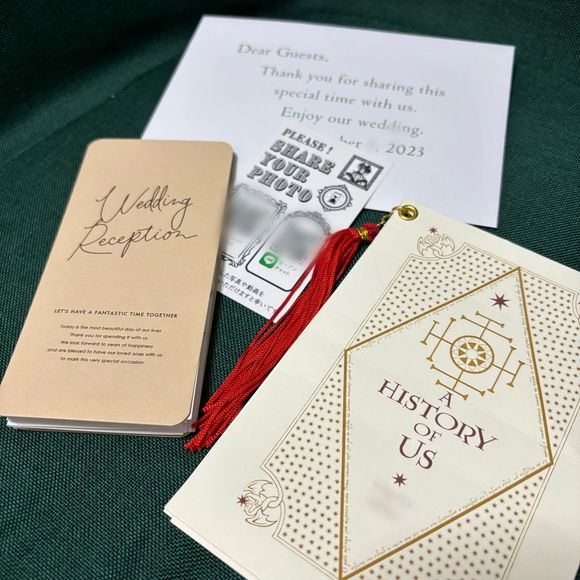 Dear Guests,
Thank you for sharing this
special time with us.
Enjoy our wedding.
2023
PLEASE!
SHARE
YOUR
PHOTO
Wedding
Reception
LET'S HAVE A FANTASTIC TIME TOGETHER
Today is the most beautiful day of our lives
Thank you for spending it with us
We look forward to years of happiness
and are blessed to have our loved ones with us
to mark this very special occasion
A
HISTORY
OF
US